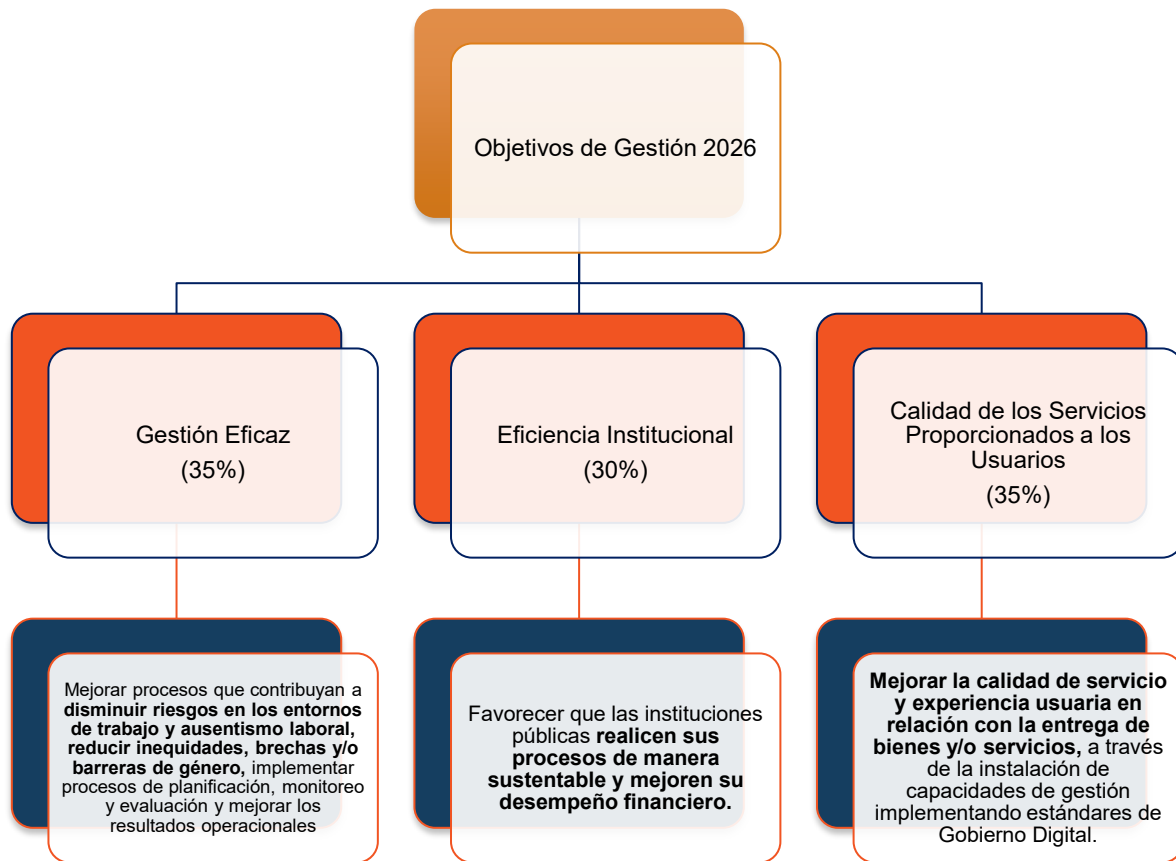 Objetivos de Gestión 2026
Gestión Eficaz
(35%)
Eficiencia Institucional
(30%)
Calidad de los Servicios
Proporcionados a los
Usuarios
(35%)
Mejorar procesos que contribuyan a
disminuir riesgos en los entornos
de trabajo y ausentismo laboral,
reducir inequidades, brechas y/o
barreras de género, implementar
procesos de planificación, monitoreo
y evaluación y mejorar los
resultados operacionales
Favorecer que las instituciones
públicas realicen sus
procesos de manera
sustentable y mejoren su
desempeño financiero.
Mejorar la calidad de servicio
y experiencia usuaria en
relación con la entrega de
bienes y/o servicios, a través
de la instalación de
capacidades de gestión
implementando estándares de
Gobierno Digital.